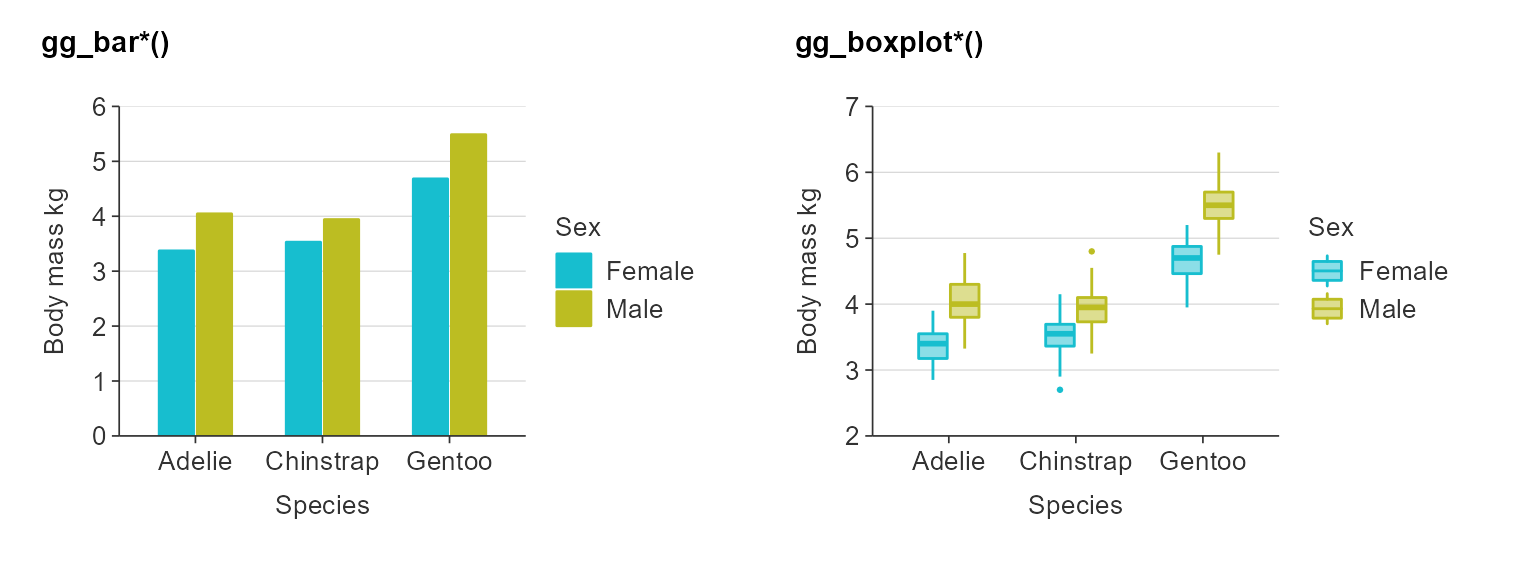 gg_bar*()
6
5
4
3
2
1
0
Body mass kg
Adelie Chinstrap Gentoo
Species
Sex
Female
Male
gg_boxplot*()
7
6
5
4
3
2
Body mass kg
Adelie Chinstrap Gentoo
Species
Sex
Female
Male